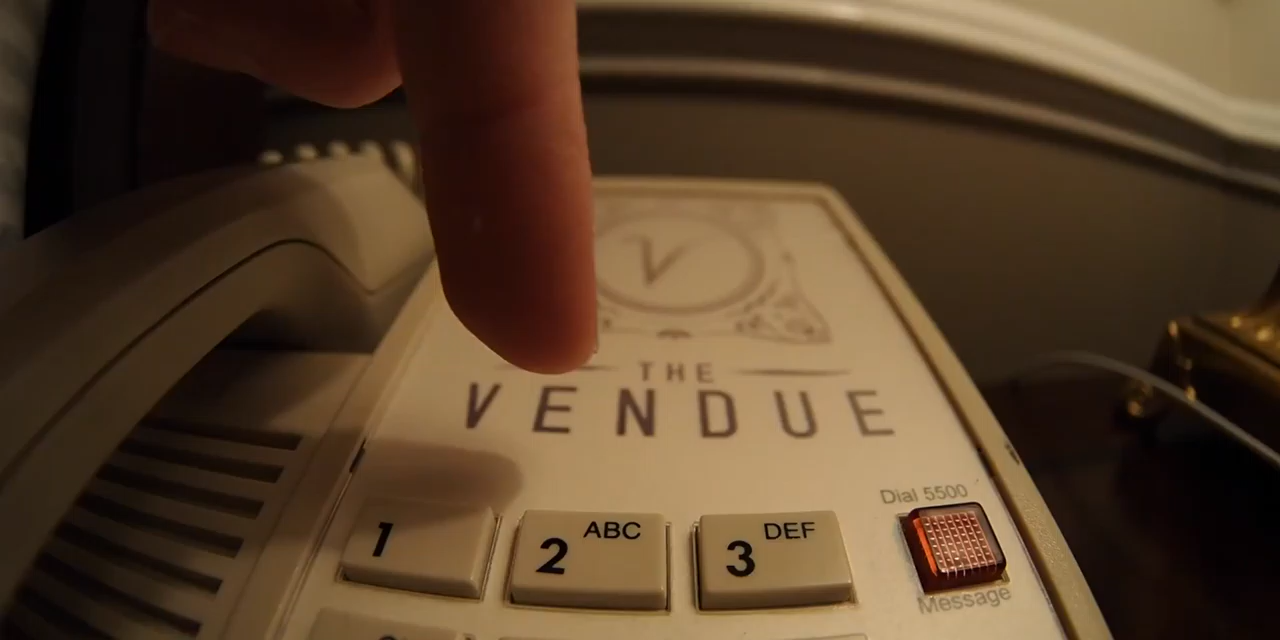 V
THE
VENDUE
Dial 5500
1
2 ABC
3 DEF
Message